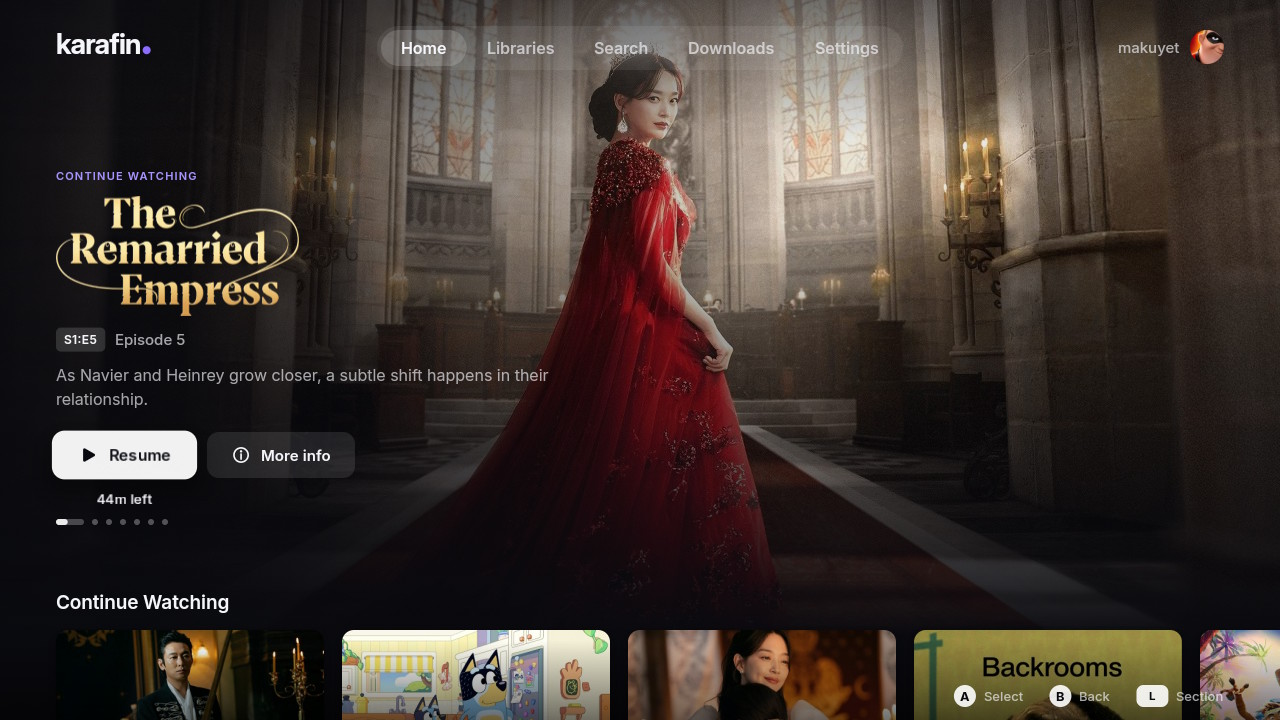 karafin.
Home
Libraries
Search
Downloads
Settings
makuyet
CONTINUE WATCHING
The
Remarried
Empress
S1:E5 Episode 5
As Navier and Heinrey grow closer, a subtle shift happens in their
relationship.
Resume
More info
44m left
Continue Watching
Backrooms
A Select
B Back
L Section